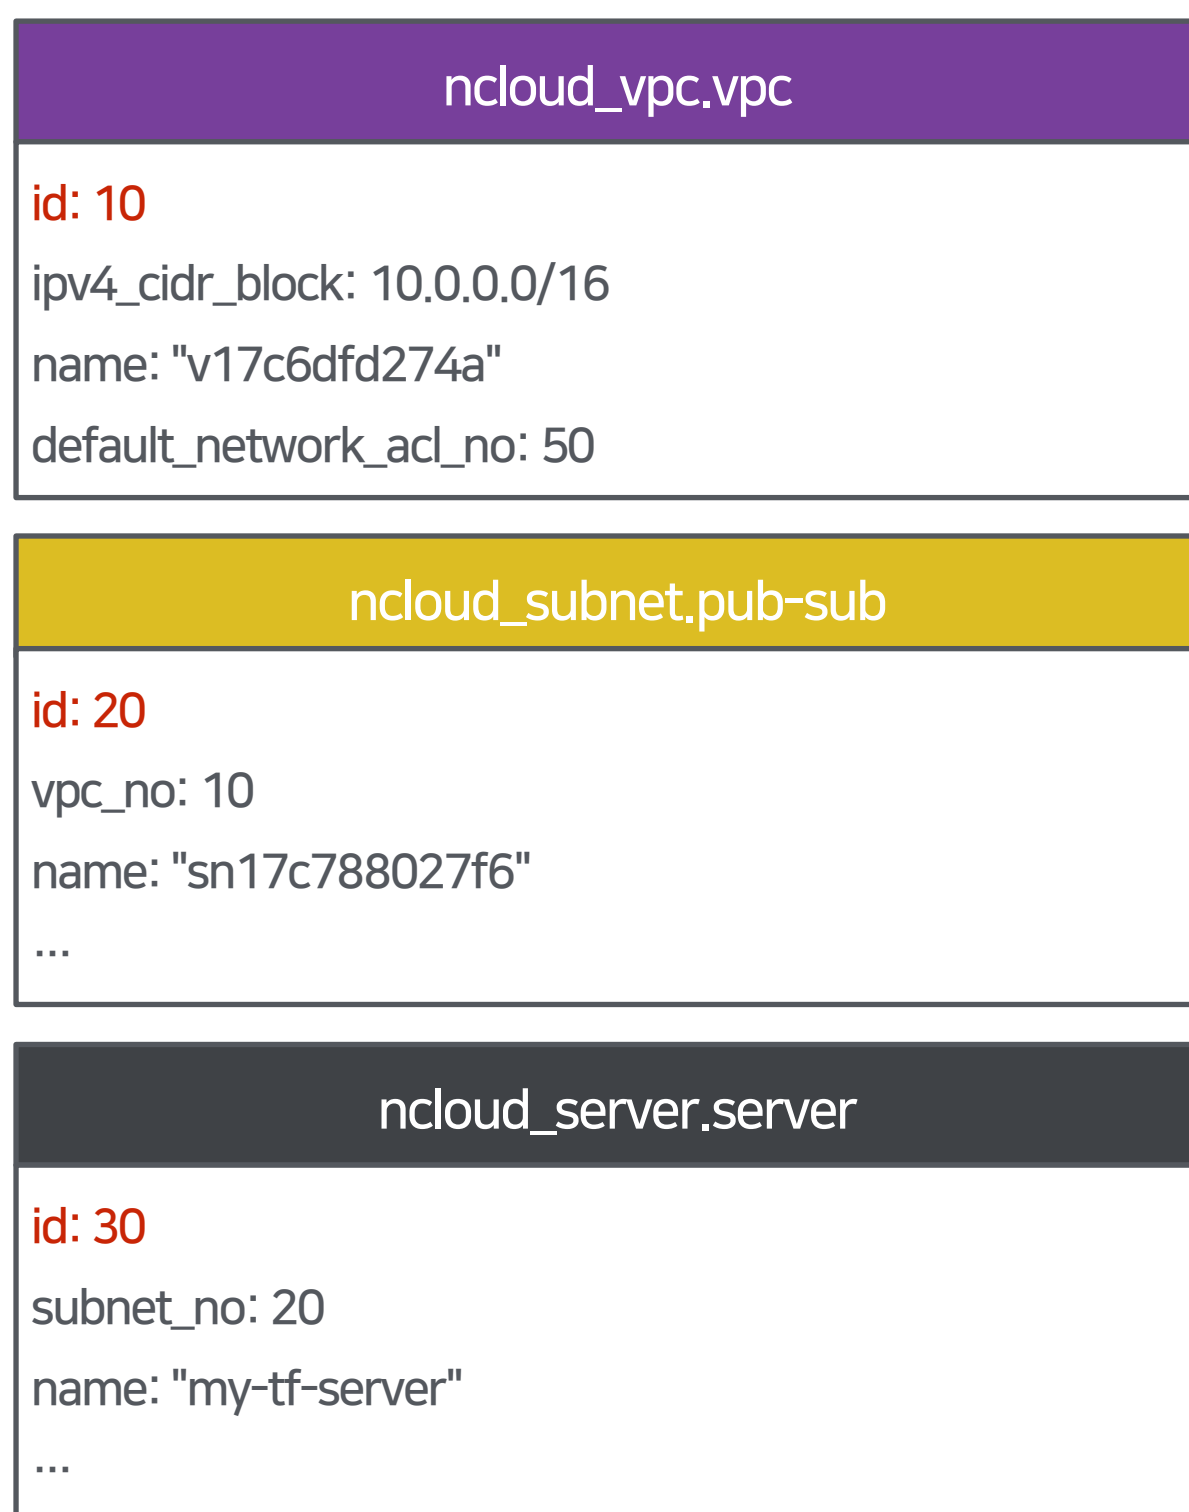 ncloud_vpc.vpc
id: 10
ipv4_cidr_block: 10.0.0.0/16
name: "v17c6dfd274a"
default_network_acl_no: 50
ncloud_subnet.pub-sub
id: 20
vpc_no: 10
name: "sn17c788027f6"
...
ncloud_server.server
id: 30
subnet_no: 20
name: "my-tf-server"
...